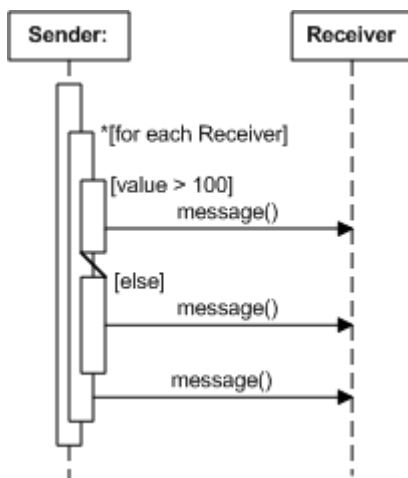 Sender:
Receiver
*[for each Receiver]
[value > 100]
message()
[else]
message()
message()